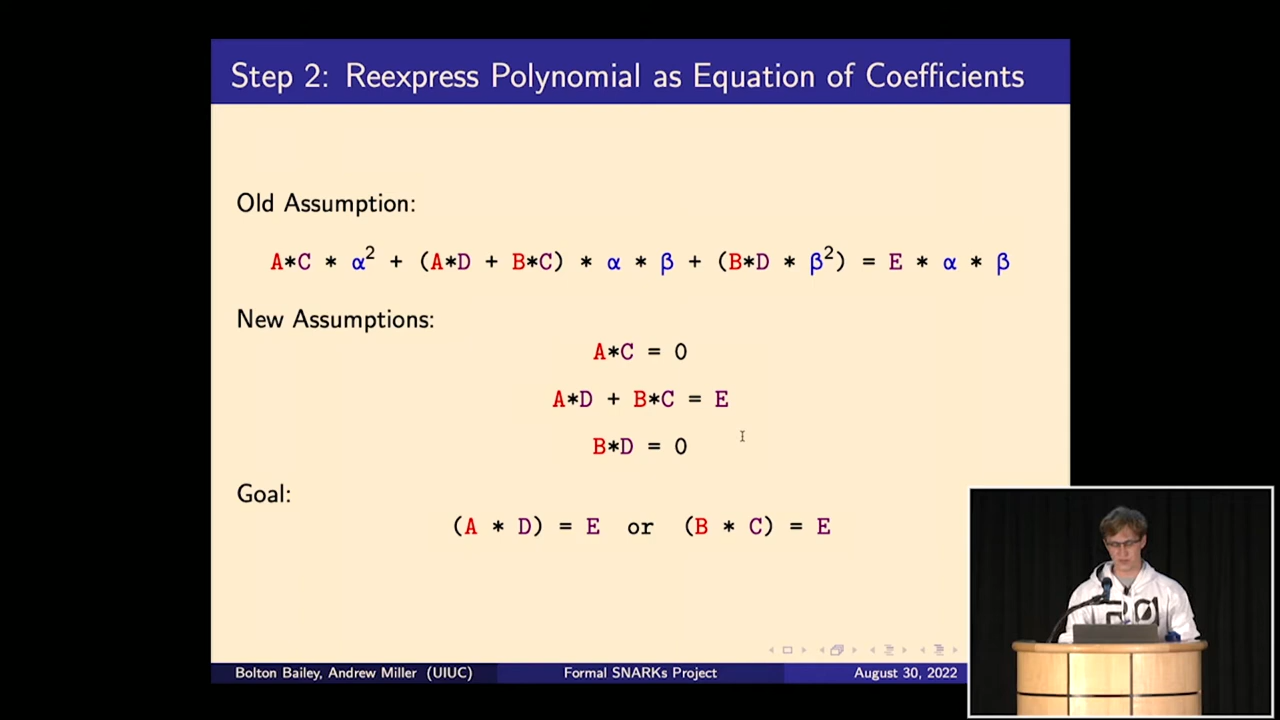 Step 2: Reexpress Polynomial as Equation of Coefficients
Old Assumption:
A*C * α² + (A*D + B*C) * α * β + (B*D * β²) = E * α * β
New Assumptions:
A*C = 0
A*D + B*C = E
B*D = 0
Goal:
(A * D) = E or (B * C) = E
Bolton Bailey, Andrew Miller (UIUC) Formal SNARKs Project August 30, 2022